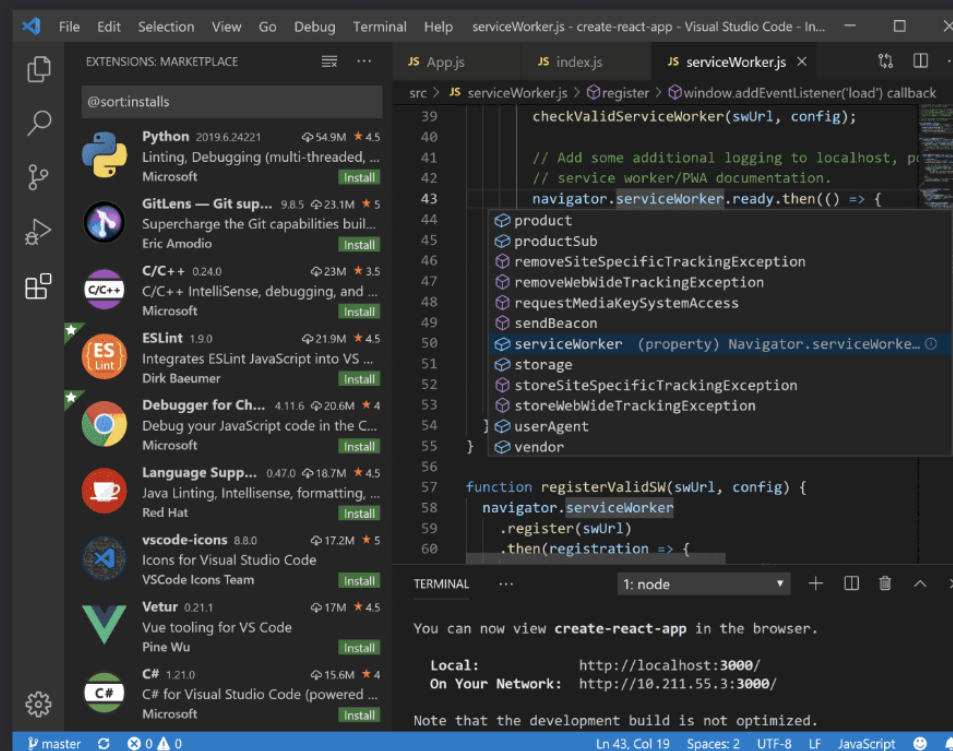 File Edit Selection View Go Debug Terminal Help serviceWorker.js - create-react-app - Visual Studio Code - In...
EXTENSIONS: MARKETPLACE
@sort:installs
Python 2019.6.24221 54.9M ★ 4.5
Linting, Debugging (multi-threaded, ...
Microsoft Install
GitLens — Git sup... 9.8.5 23.1M ★ 5
Supercharge the Git capabilities buil...
Eric Amodio Install
C/C++
C/C++ 0.24.0 23M ★ 3.5
C/C++ IntelliSense, debugging, and ...
Microsoft Install
ES
Lint
ESLint 1.9.0 21.9M ★ 4.5
Integrates ESLint JavaScript into VS ...
Dirk Baeumer Install
Debugger for Ch... 4.11.6 20.6M ★ 4
Debug your JavaScript code in the C...
Microsoft Install
Language Supp... 0.47.0 18.7M ★ 4.5
Java Linting, Intellisense, formatting, ...
Red Hat Install
vscode-icons 8.8.0 17.2M ★ 5
Icons for Visual Studio Code
VSCode Icons Team Install
Vetur 0.21.1 17M ★ 4.5
Vue tooling for VS Code
Pine Wu Install
C#
C# 1.21.0 15.6M ★ 4
C# for Visual Studio Code (powered ...
Microsoft Install
JS App.js JS index.js JS serviceWorker.js
src > JS serviceWorker.js > register > window.addEventListener('load') callback
39 checkValidServiceWorker(swUrl, config);
40
41 // Add some additional logging to localhost, po
42 // service worker/PWA documentation.
43 navigator.serviceWorker.ready.then(() => {
44 product
45 productSub
46 removeSiteSpecificTrackingException
47 removeWebWideTrackingException
48 requestMediaKeySystemAccess
49 sendBeacon
50 serviceWorker (property) Navigator.serviceWorke...
51 storage
52 storeSiteSpecificTrackingException
53 storeWebWideTrackingException
54 } userAgent
55 } vendor
56
57 function registerValidSW(swUrl, config) {
58 navigator.serviceWorker
59 .register(swUrl)
60 .then(registration => {
TERMINAL ... 1: node
You can now view create-react-app in the browser.
Local: http://localhost:3000/
On Your Network: http://10.211.55.3:3000/
Note that the development build is not optimized.
master 0 0 Ln 43, Col 19 Spaces: 2 UTF-8 LF JavaScript